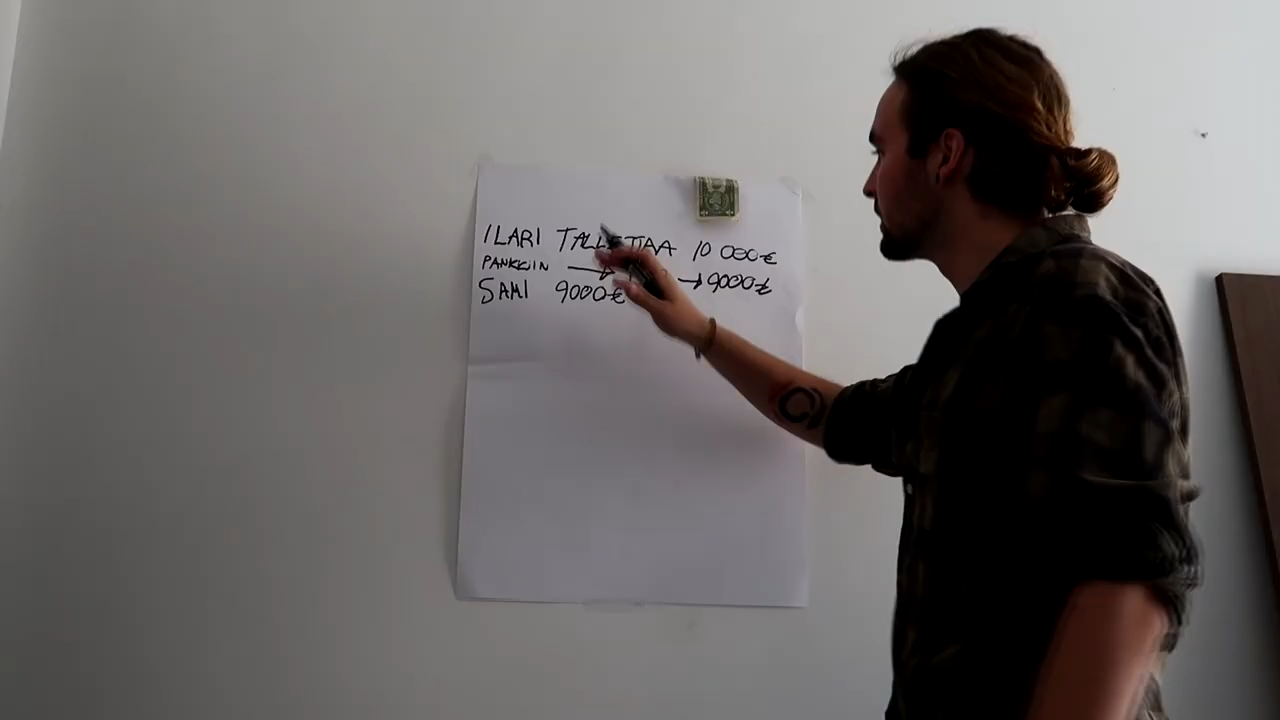 ILARI TALLETTAA 10 000 €
PANKKIIN → → 9000 €
SAMI 9000 €